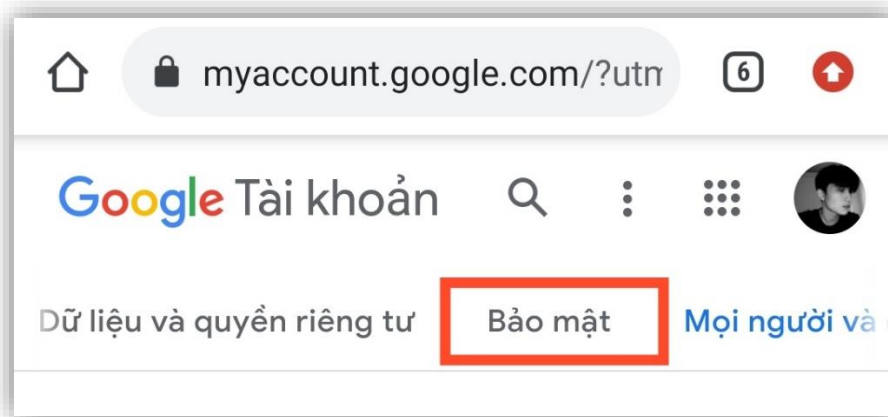 myaccount.google.com/?utm
6
Google Tài khoản
Dữ liệu và quyền riêng tư
Bảo mật
Mọi người và